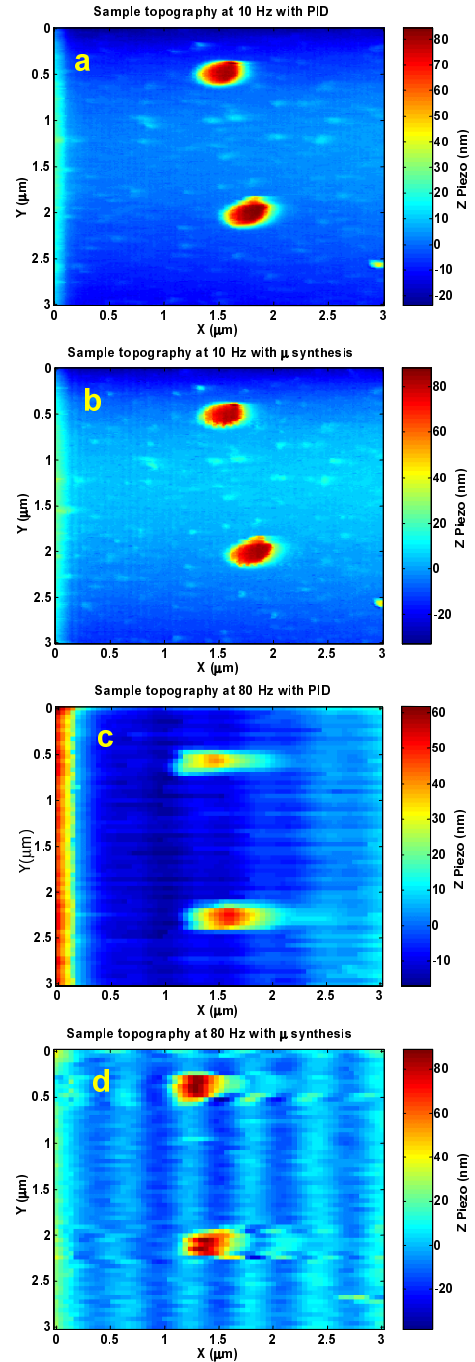 Sample topography at 10 Hz with PID
a
0
0.5
1
1.5
2
2.5
3
Y (μm)
0 0.5 1 1.5 2 2.5 3
X (μm)
80
70
60
50
40
30
20
10
0
-10
-20
Z Piezo (nm)
Sample topography at 10 Hz with μ synthesis
b
0
0.5
1
1.5
2
2.5
3
Y (μm)
0 0.5 1 1.5 2 2.5 3
X (μm)
80
60
40
20
0
-20
Z Piezo (nm)
Sample topography at 80 Hz with PID
c
0
0.5
1
1.5
2
2.5
3
Y(μm)
0 0.5 1 1.5 2 2.5 3
X (μm)
60
50
40
30
20
10
0
-10
Z Piezo (nm)
Sample topography at 80 Hz with μ synthesis
d
0
0.5
1
1.5
2
2.5
3
Y (μm)
0 0.5 1 1.5 2 2.5 3
X (μm)
80
60
40
20
0
-20
Z Piezo (nm)